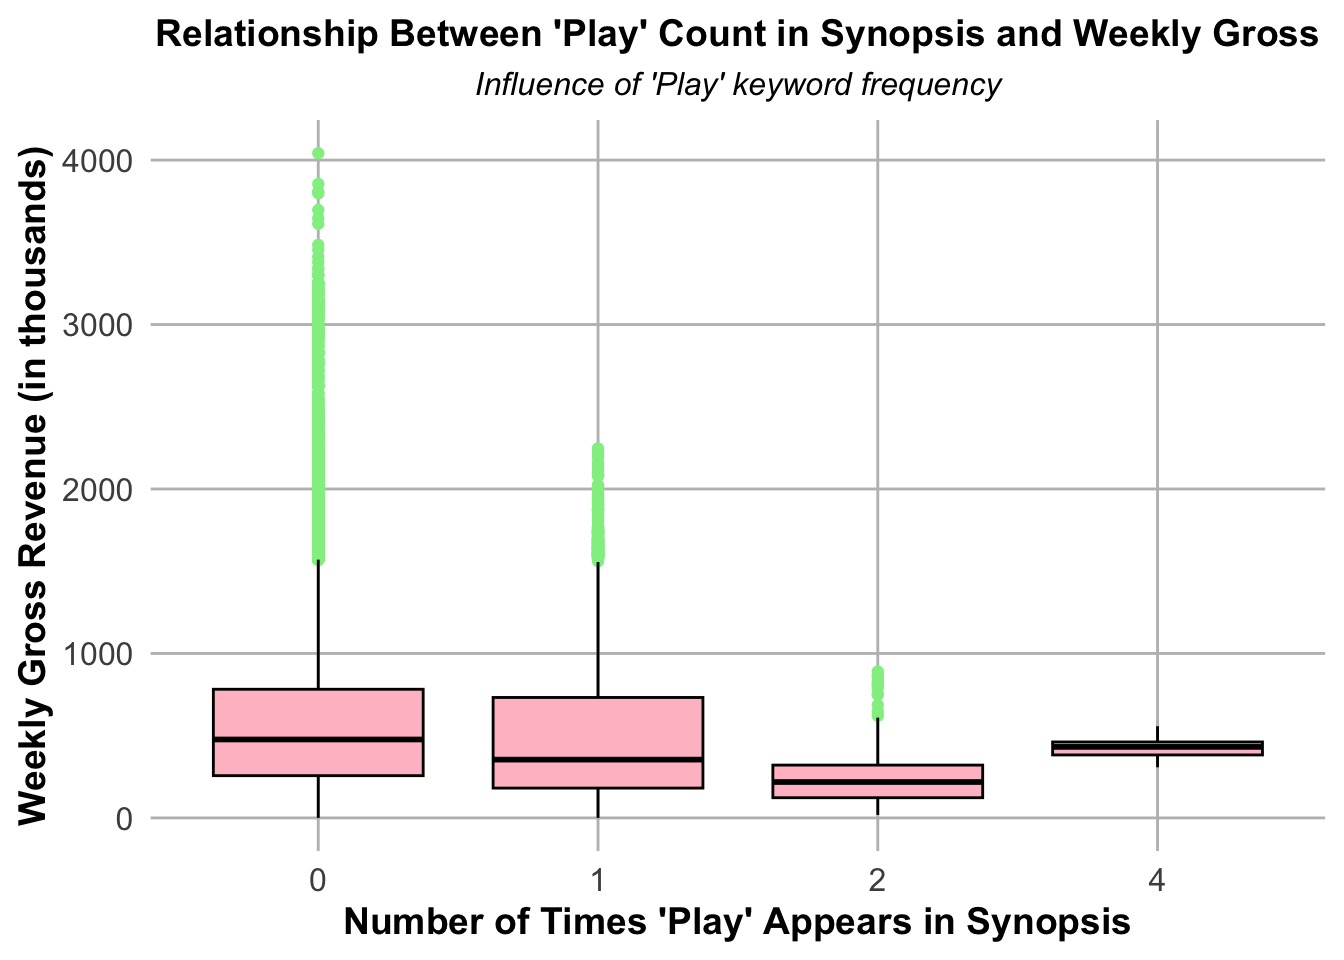 Relationship Between 'Play' Count in Synopsis and Weekly Gross
Influence of 'Play' keyword frequency
Weekly Gross Revenue (in thousands)
4000
3000
2000
1000
0
0 1 2 4
Number of Times 'Play' Appears in Synopsis